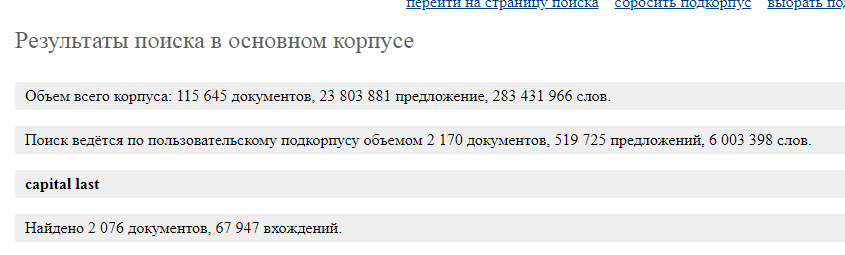 перейти на страницу поиска сбросить подкорпус выбрать
Результаты поиска в основном корпусе
Объем всего корпуса: 115 645 документов, 23 803 881 предложение, 283 431 966 слов.
Поиск ведётся по пользовательскому подкорпусу объемом 2 170 документов, 519 725 предложений, 6 003 398 слов.
capital last
Найдено 2 076 документов, 67 947 вхождений.